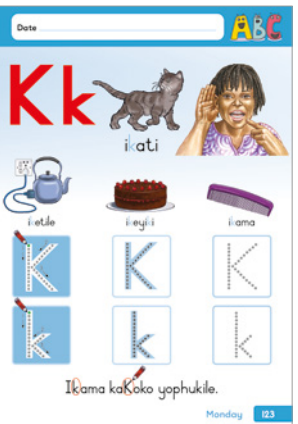 Date
ABC
Kk
ikati
iketile
ikeyiki
ikama
K K K
k k k
Ikama kaKoko yophukile.
Monday 123